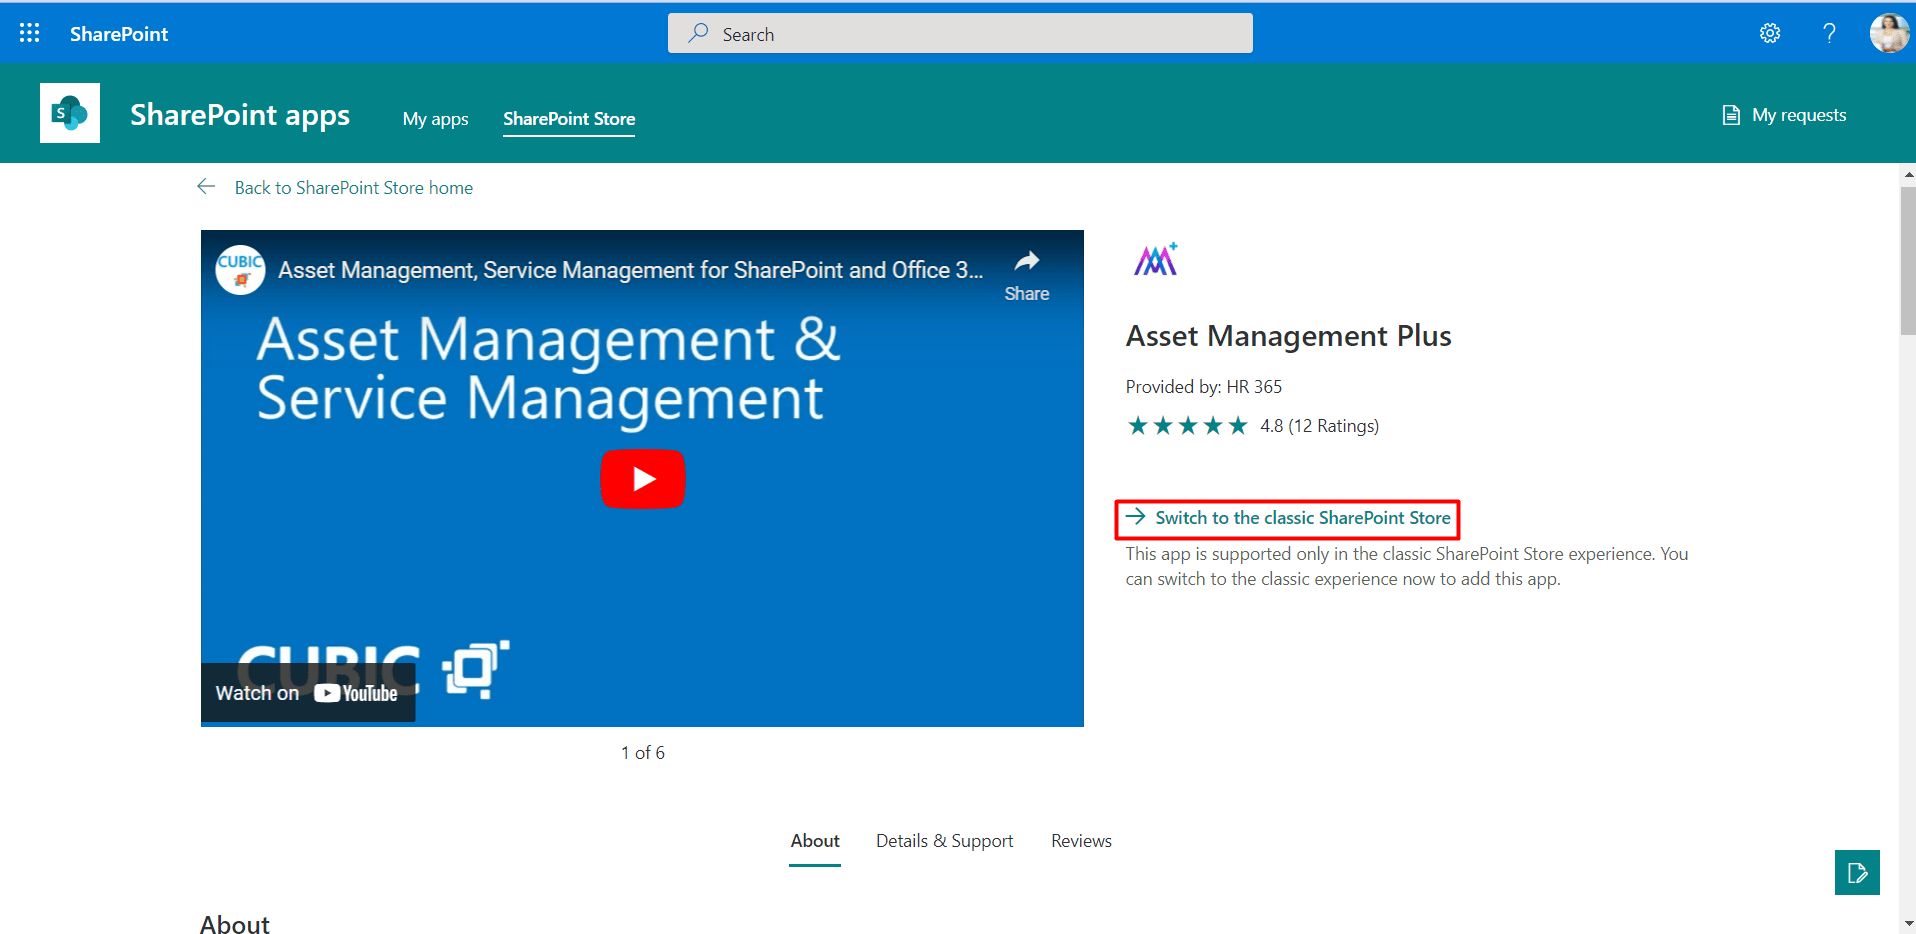 SharePoint
Search
?
S
SharePoint apps
My apps
SharePoint Store
My requests
Back to SharePoint Store home
CUBIC
Asset Management, Service Management for SharePoint and Office 3...
Share
Asset Management &
Service Management
CUBIC
Watch on YouTube
1 of 6
Asset Management Plus
Provided by: HR 365
4.8 (12 Ratings)
Switch to the classic SharePoint Store
This app is supported only in the classic SharePoint Store experience. You
can switch to the classic experience now to add this app.
About
Details & Support
Reviews
About